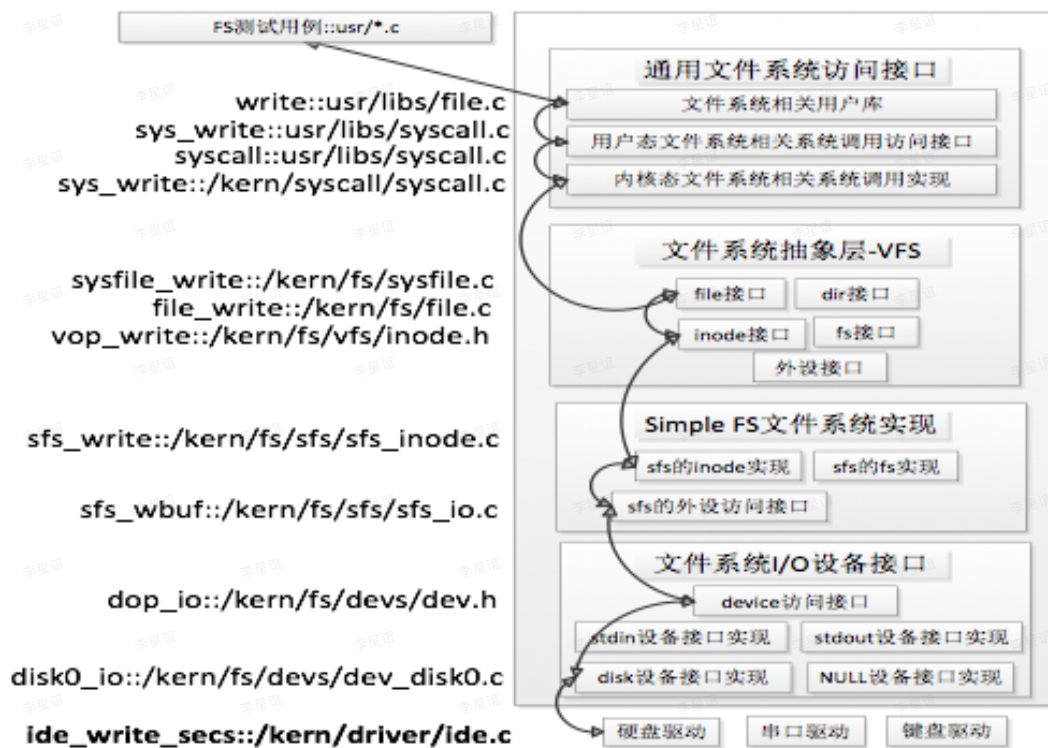 FS测试用例::usr/*.c
通用文件系统访问接口
write::usr/libs/file.c
文件系统相关用户库
sys_write::usr/libs/syscall.c
用户态文件系统相关系统调用访问接口
syscall::usr/libs/syscall.c
sys_write::/kern/syscall/syscall.c
内核态文件系统相关系统调用实现
文件系统抽象层-VFS
sysfile_write::/kern/fs/sysfile.c
file接口
dir接口
file_write::/kern/fs/file.c
vop_write::/kern/fs/vfs/inode.h
inode接口
fs接口
外设接口
Simple FS文件系统实现
sfs_write::/kern/fs/sfs/sfs_inode.c
sfs的inode实现
sfs的fs实现
sfs_wbuf::/kern/fs/sfs/sfs_io.c
sfs的外设访问接口
文件系统I/O设备接口
dop_io::/kern/fs/devs/dev.h
device访问接口
stdin设备接口实现
stdout设备接口实现
disk0_io::/kern/fs/devs/dev_disk0.c
disk设备接口实现
NULL设备接口实现
ide_write_secs::/kern/driver/ide.c
硬盘驱动
串口驱动
键盘驱动
李星谊